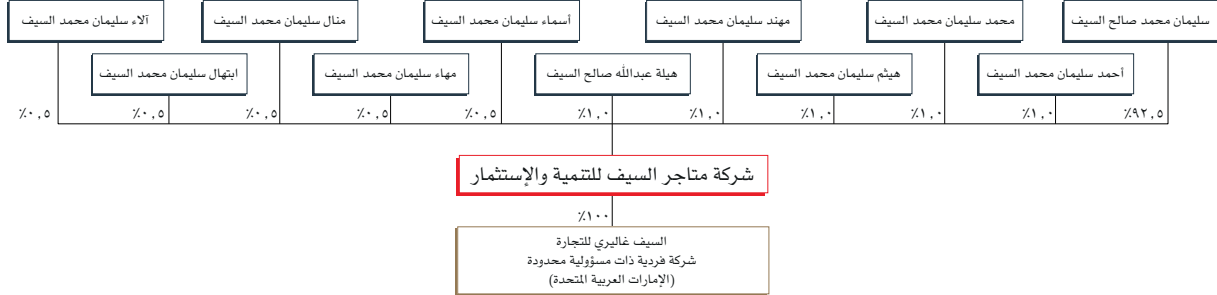 سليمان محمد صالح السيف
محمد سليمان محمد السيف
مهند سليمان محمد السيف
أسماء سليمان محمد السيف
منال سليمان محمد السيف
آلاء سليمان محمد السيف
أحمد سليمان محمد السيف
هيثم سليمان محمد السيف
هيلة عبدالله صالح السيف
مهاء سليمان محمد السيف
ابتهال سليمان محمد السيف
٪٩٢,٥
٪١,٠
٪١,٠
٪١,٠
٪١,٠
٪١,٠
٪٠,٥
٪٠,٥
٪٠,٥
٪٠,٥
٪٠,٥
شركة متاجر السيف للتنمية والإستثمار
٪١٠٠
السيف غاليري للتجارة
شركة فردية ذات مسؤولية محدودة
(الإمارات العربية المتحدة)